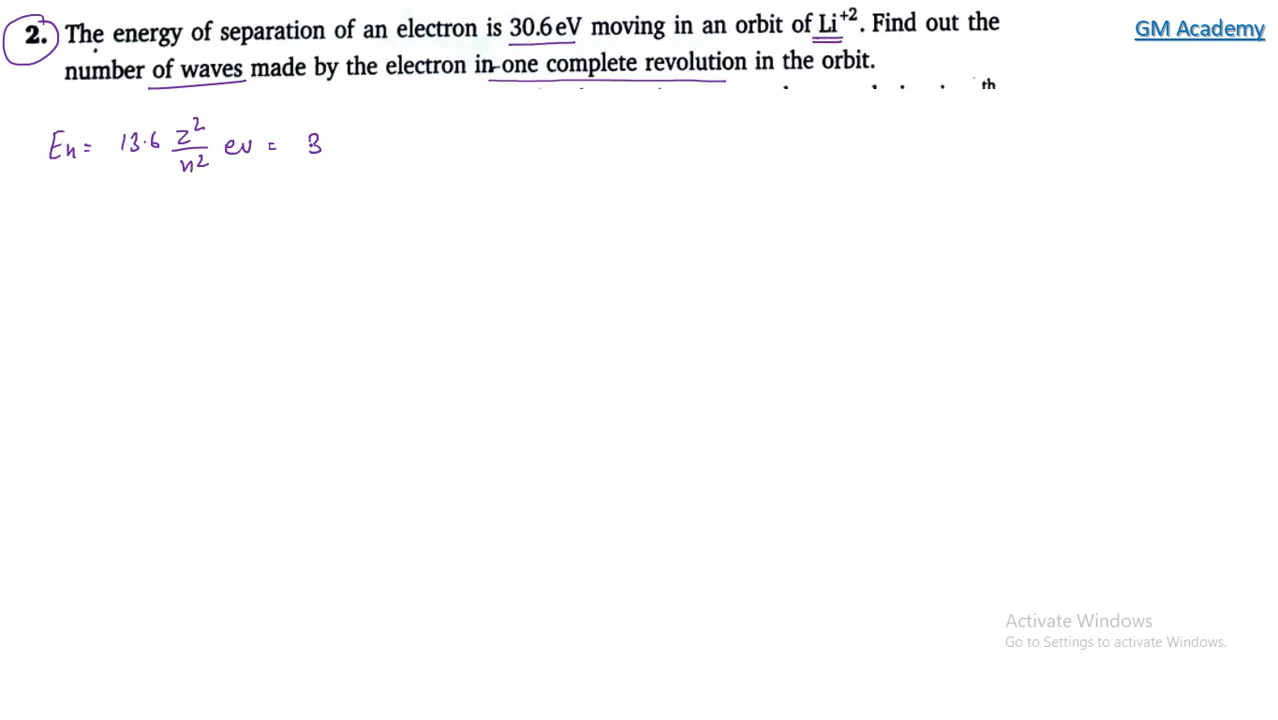 2. The energy of separation of an electron is 30.6 eV moving in an orbit of Li⁺². Find out the
number of waves made by the electron in one complete revolution in the orbit.
th
GM Academy
En = 13.6 z²/n² ev = 3
Activate Windows
Go to Settings to activate Windows.